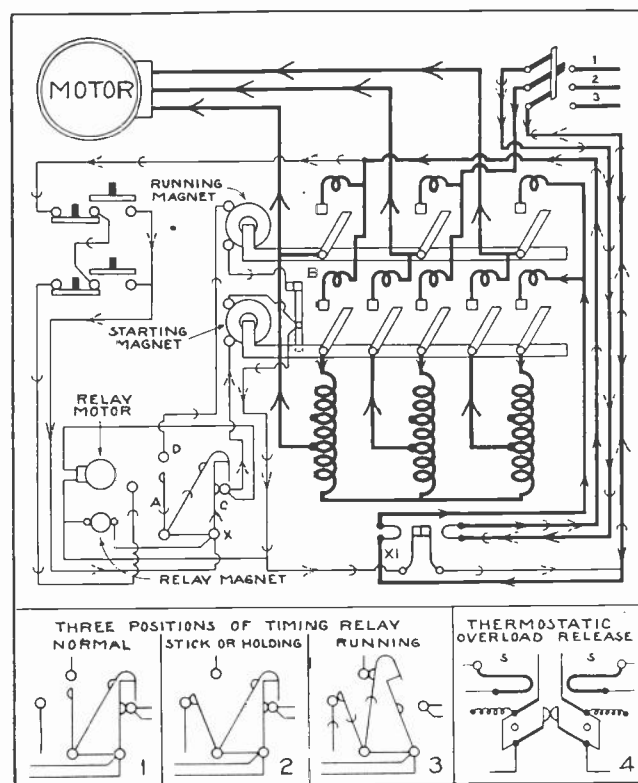 MOTOR
1
2
3
RUNNING
MAGNET
B
STARTING
MAGNET
RELAY
MOTOR
D
A
C
X
X1
RELAY MAGNET
THREE POSITIONS OF TIMING RELAY
NORMAL
STICK OR HOLDING
RUNNING
1
2
3
THERMOSTATIC
OVERLOAD RELEASE
S
S
4